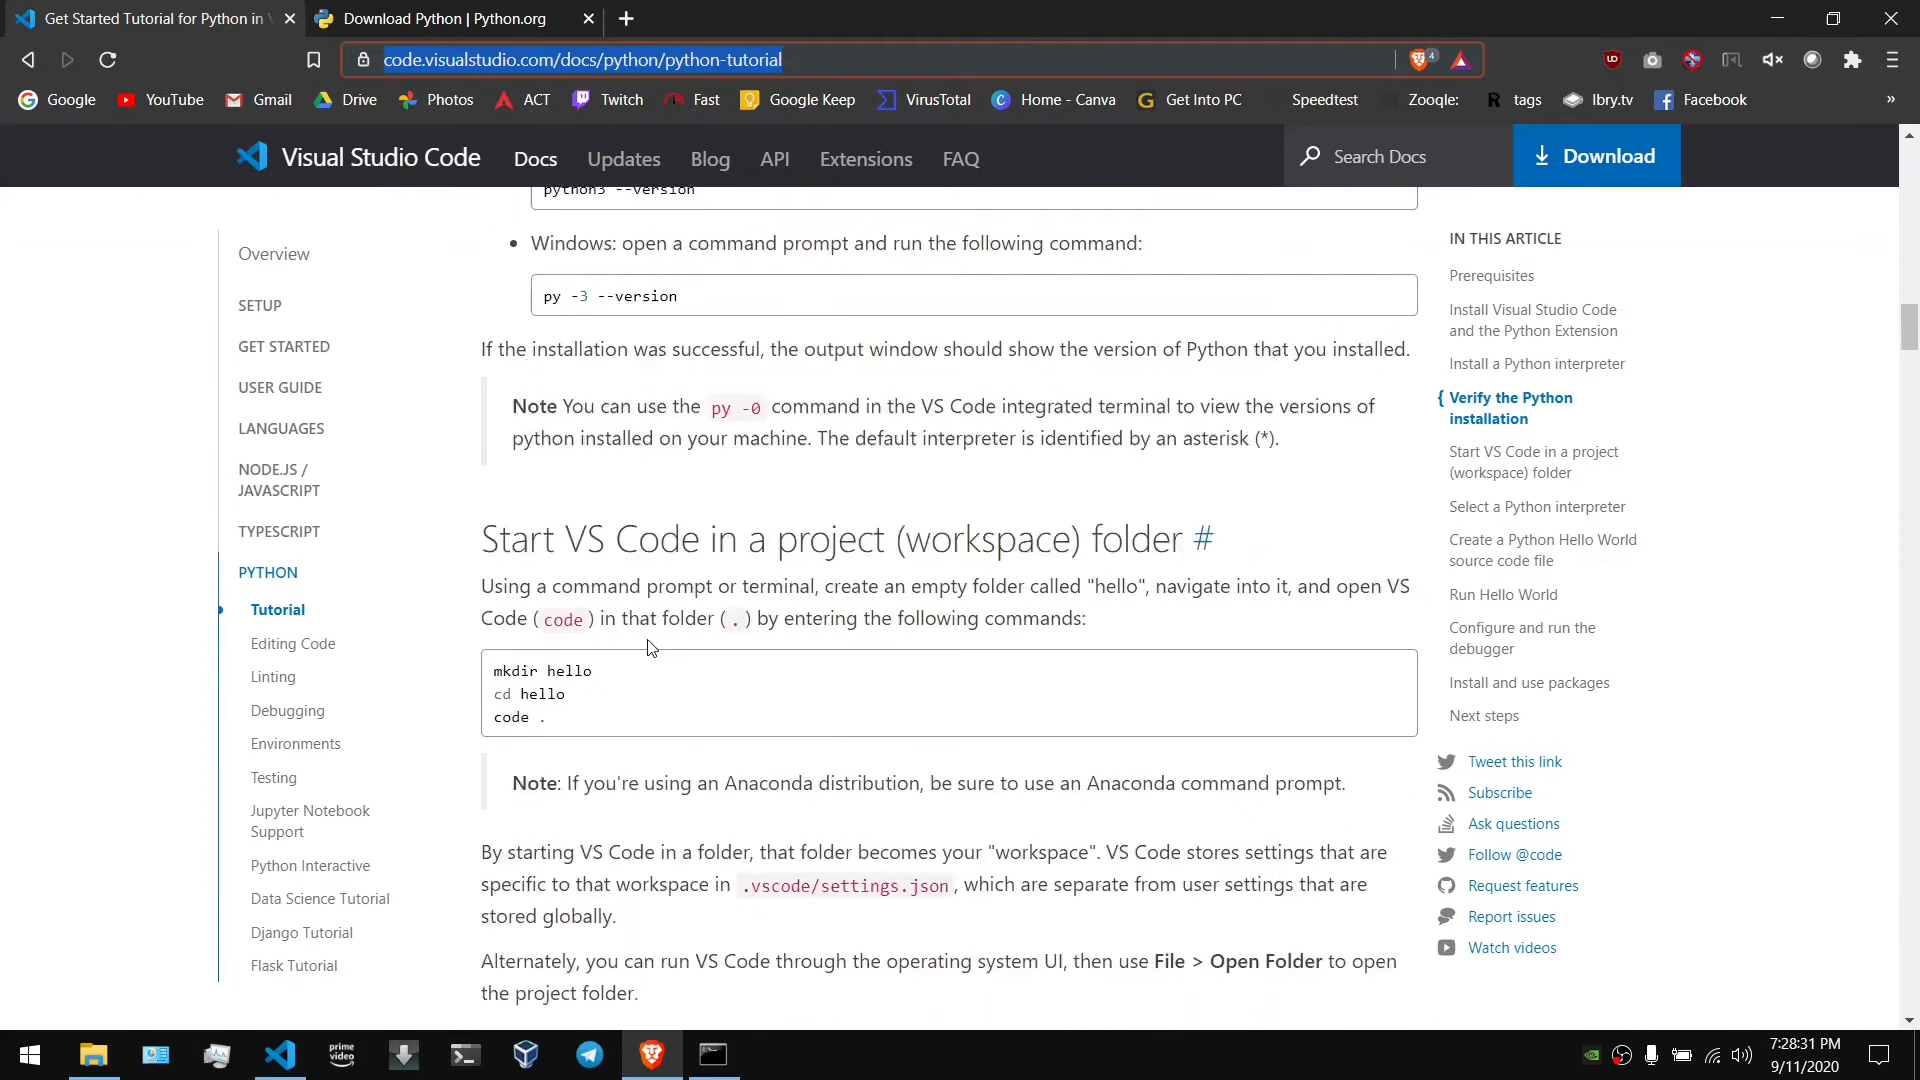 Get Started Tutorial for Python in
Download Python | Python.org
code.visualstudio.com/docs/python/python-tutorial
4
Google
YouTube
Gmail
Drive
Photos
ACT
Twitch
Fast
Google Keep
VirusTotal
Home - Canva
Get Into PC
Speedtest
Zooqle:
tags
lbry.tv
Facebook
»
Visual Studio Code
Docs
Updates
Blog
API
Extensions
FAQ
Search Docs
Download
Overview
SETUP
GET STARTED
USER GUIDE
LANGUAGES
NODE.JS /
JAVASCRIPT
TYPESCRIPT
PYTHON
Tutorial
Editing Code
Linting
Debugging
Environments
Testing
Jupyter Notebook
Support
Python Interactive
Data Science Tutorial
Django Tutorial
Flask Tutorial
python3 --version
• Windows: open a command prompt and run the following command:
py -3 --version
If the installation was successful, the output window should show the version of Python that you installed.
Note You can use the py -0 command in the VS Code integrated terminal to view the versions of
python installed on your machine. The default interpreter is identified by an asterisk (*).
Start VS Code in a project (workspace) folder #
Using a command prompt or terminal, create an empty folder called "hello", navigate into it, and open VS
Code ( code ) in that folder ( . ) by entering the following commands:
mkdir hello
cd hello
code .
Note: If you're using an Anaconda distribution, be sure to use an Anaconda command prompt.
By starting VS Code in a folder, that folder becomes your "workspace". VS Code stores settings that are
specific to that workspace in .vscode/settings.json , which are separate from user settings that are
stored globally.
Alternately, you can run VS Code through the operating system UI, then use File > Open Folder to open
the project folder.
IN THIS ARTICLE
Prerequisites
Install Visual Studio Code
and the Python Extension
Install a Python interpreter
{ Verify the Python
installation
Start VS Code in a project
(workspace) folder
Select a Python interpreter
Create a Python Hello World
source code file
Run Hello World
Configure and run the
debugger
Install and use packages
Next steps
Tweet this link
Subscribe
Ask questions
Follow @code
Request features
Report issues
Watch videos
prime
video
7:28:31 PM
9/11/2020